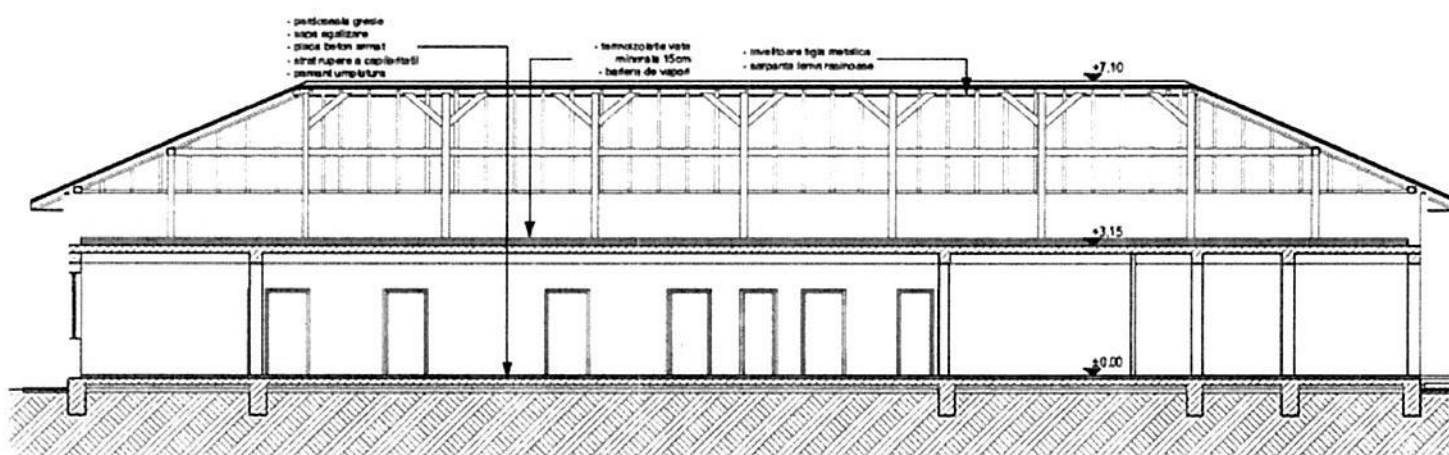 - pardoseala gresie
- sapa egalizare
- placa beton armat
- strat rupere a capilaritatii
- pamant umplutura
- termoizolatie vata
minerala 15cm
- bariera de vapori
- invelitoare tigla metalica
- sarpanta lemn rasinoase
+7.10
+3.15
±0.00